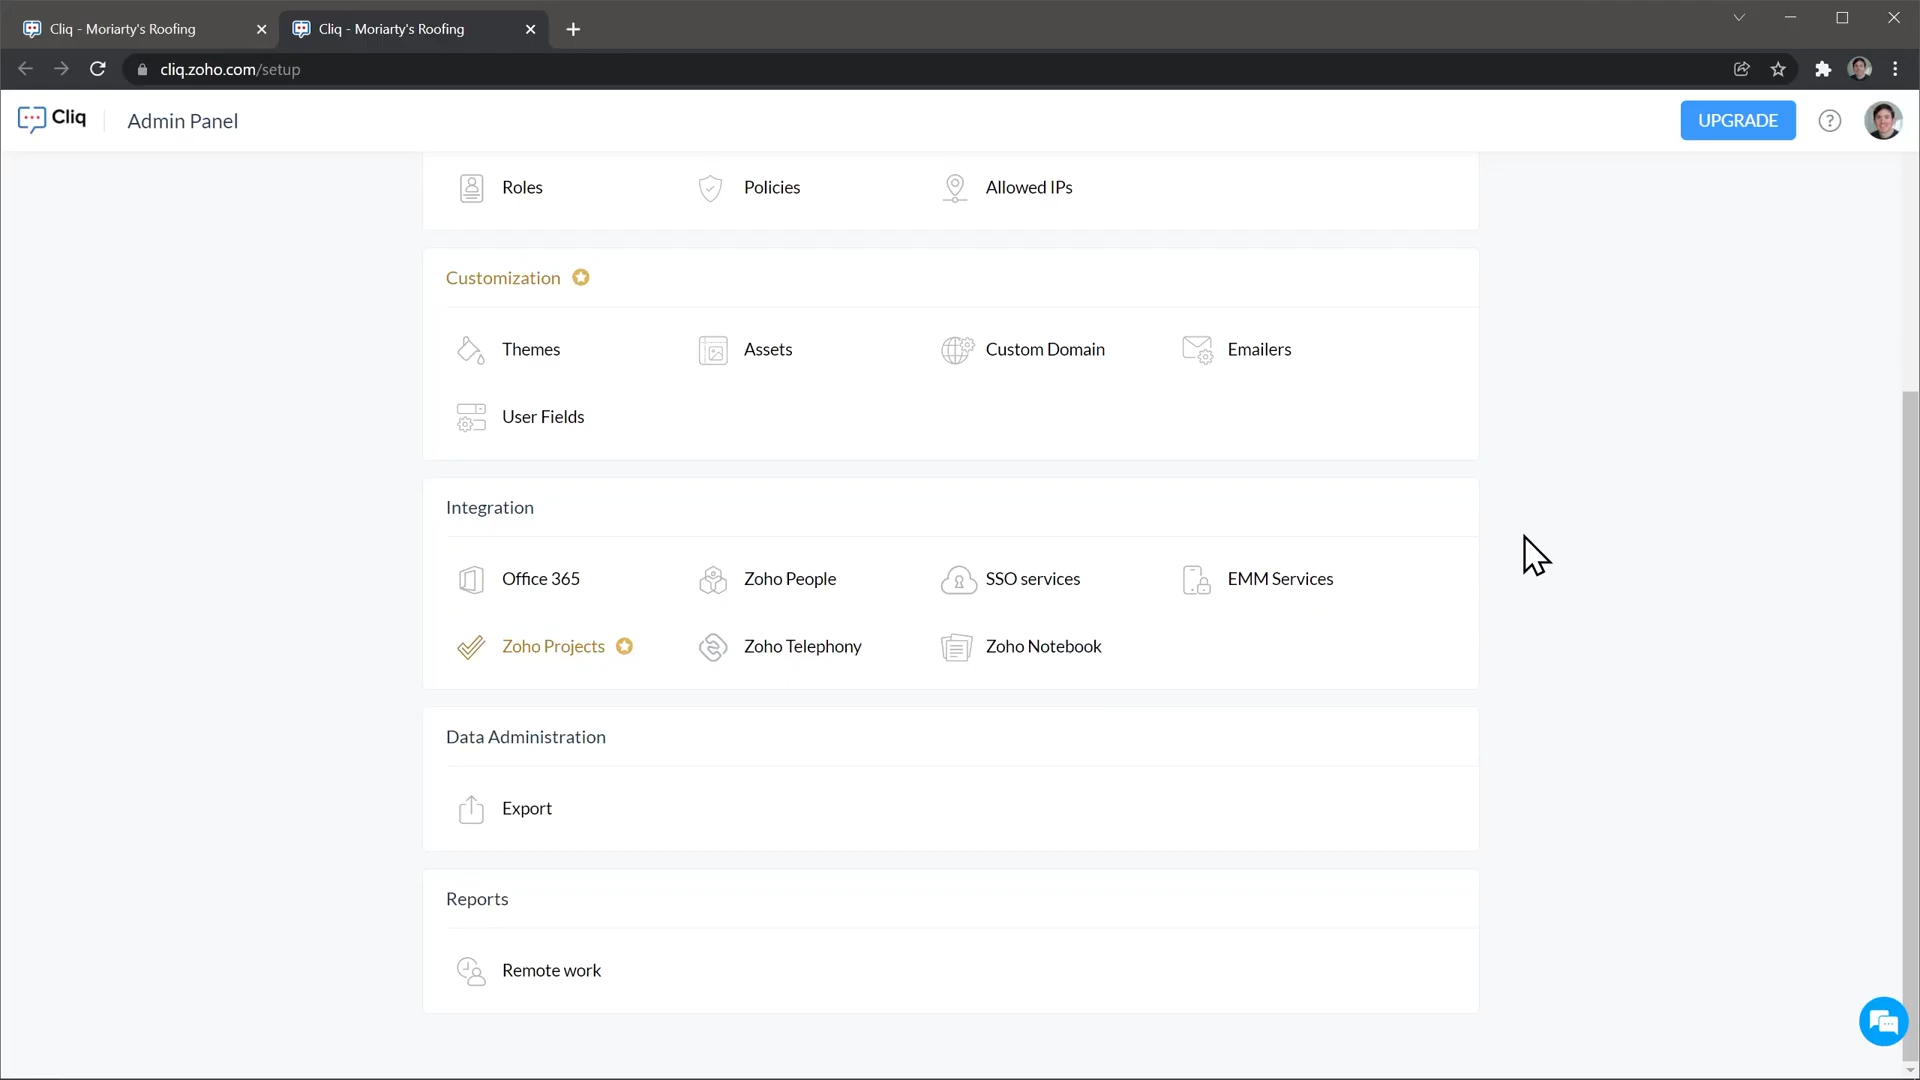 Cliq - Moriarty's Roofing
Cliq - Moriarty's Roofing
cliq.zoho.com/setup
Cliq
Admin Panel
UPGRADE
Roles
Policies
Allowed IPs
Customization
Themes
Assets
Custom Domain
Emailers
User Fields
Integration
Office 365
Zoho People
SSO services
EMM Services
Zoho Projects
Zoho Telephony
Zoho Notebook
Data Administration
Export
Reports
Remote work